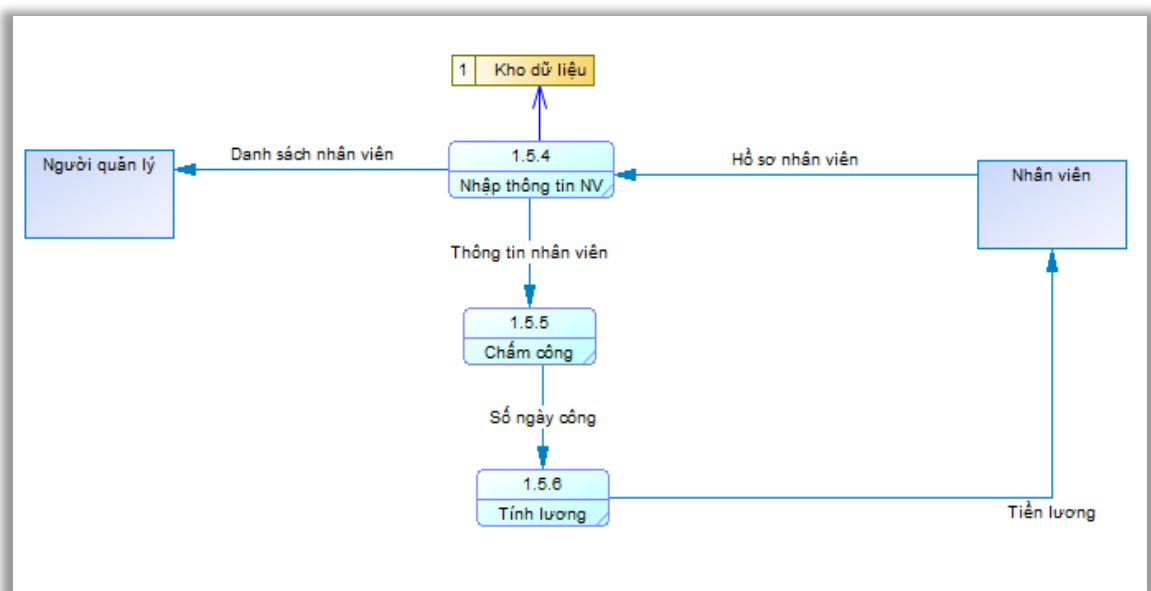 1 Kho dữ liệu
Người quản lý
Danh sách nhân viên
1.5.4
Nhập thông tin NV
Hồ sơ nhân viên
Nhân viên
Thông tin nhân viên
1.5.5
Chấm công
Số ngày công
1.5.6
Tính lương
Tiền lương